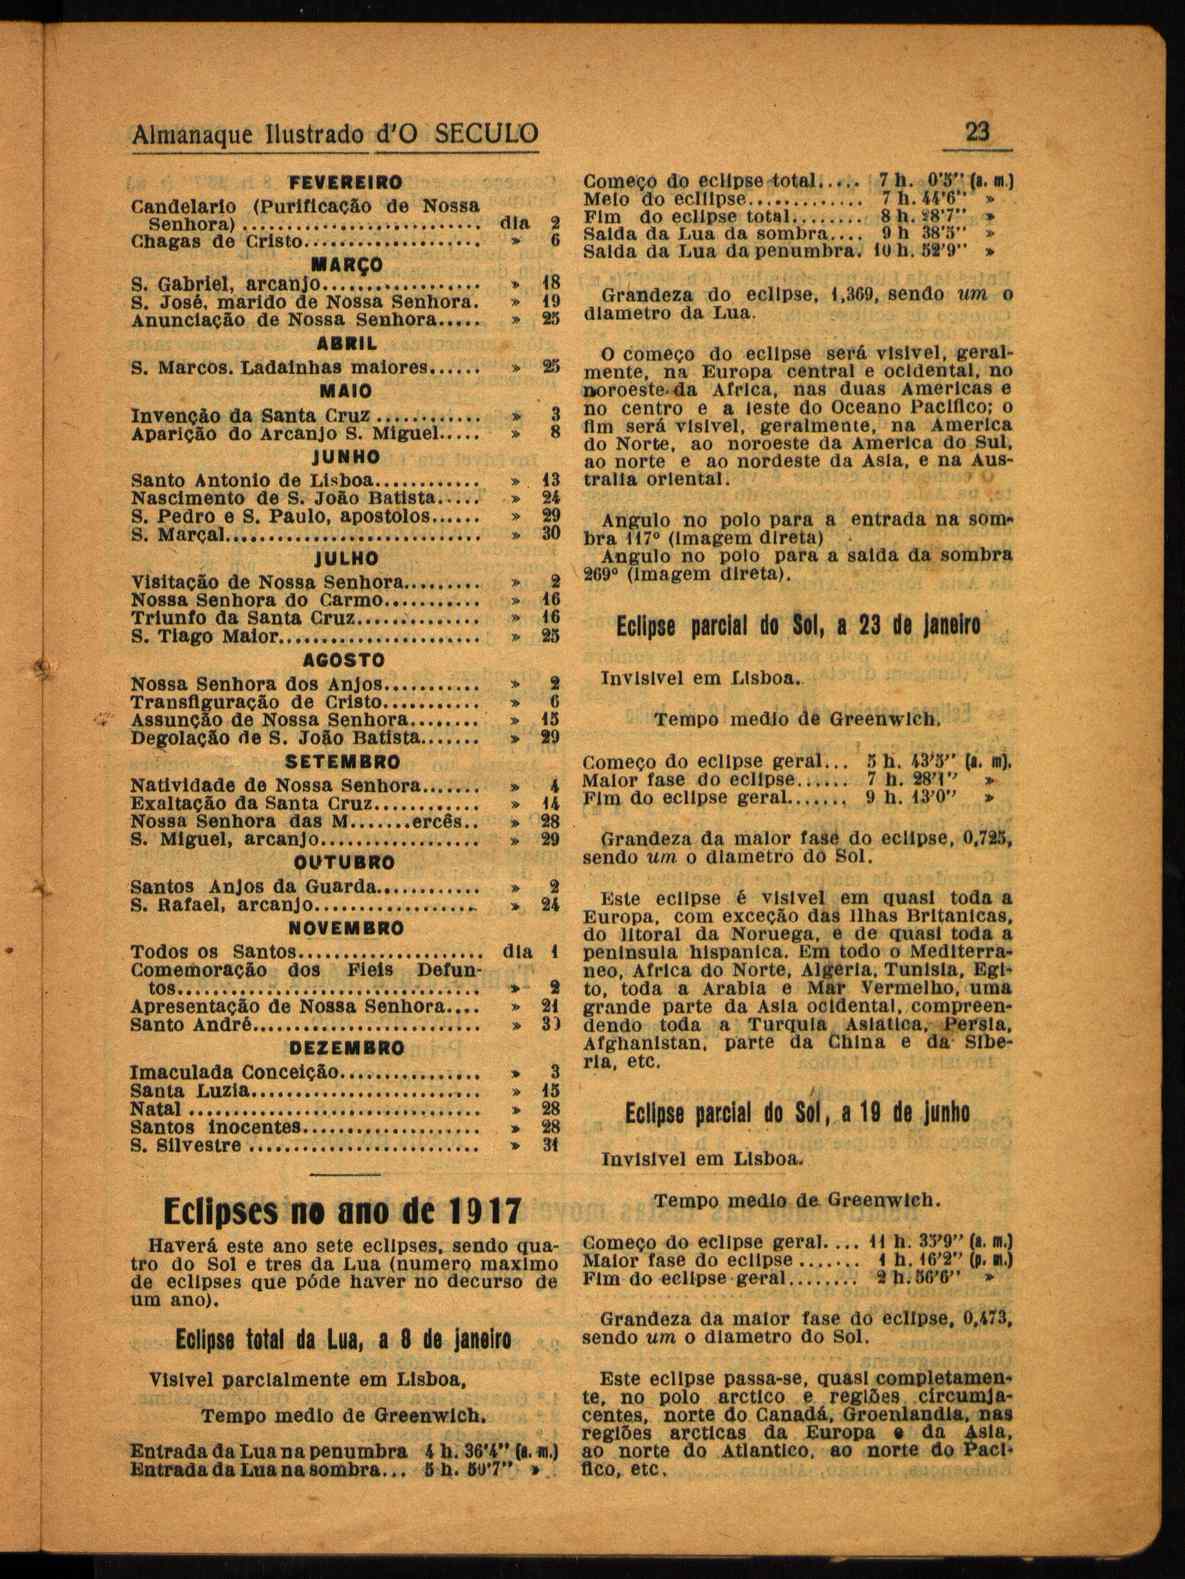 Almanaque Ilustrado d'O SECULO
23
FEVEREIRO
Candelario (Purificação de Nossa
Senhora) ........................... dia 2
Chagas de Cristo.................... » 6
MARÇO
S. Gabriel, arcanjo.................. » 18
S. José, marido de Nossa Senhora. » 19
Anunciação de Nossa Senhora..... » 25
ABRIL
S. Marcos. Ladainhas maiores...... » 25
MAIO
Invenção da Santa Cruz ............ » 3
Aparição do Arcanjo S. Miguel..... » 8
JUNHO
Santo Antonio de Lisboa............ » 13
Nascimento de S. João Batista..... » 24
S. Pedro e S. Paulo, apostolos...... » 29
S. Marçal............................. » 30
JULHO
Visitação de Nossa Senhora......... » 2
Nossa Senhora do Carmo........... » 16
Triunfo da Santa Cruz.............. » 16
S. Tiago Maior....................... » 25
AGOSTO
Nossa Senhora dos Anjos........... » 2
Transfiguração de Cristo........... » 6
Assunção de Nossa Senhora........ » 15
Degolação de S. João Batista....... » 29
SETEMBRO
Natividade de Nossa Senhora....... » 4
Exaltação da Santa Cruz............ » 14
Nossa Senhora das M.......ercês.. » 28
S. Miguel, arcanjo.................. » 29
OUTUBRO
Santos Anjos da Guarda............ » 2
S. Rafael, arcanjo................... » 24
NOVEMBRO
Todos os Santos..................... dia 1
Comemoração dos Fieis Defun-
tos.................................. » 2
Apresentação de Nossa Senhora.... » 21
Santo André.......................... » 30
DEZEMBRO
Imaculada Conceição................ » 3
Santa Luzia.......................... » 15
Natal ................................. » 28
Santos Inocentes.................... » 28
S. Silvestre .......................... » 31
Eclipses no ano de 1917
Haverá este ano sete eclipses, sendo qua-
tro do Sol e tres da Lua (numero maximo
de eclipses que póde haver no decurso de
um ano).
Eclipse total da Lua, a 8 de janeiro
Visivel parcialmente em Lisboa,
Tempo medio de Greenwich.
Entrada da Lua na penumbra 4 h. 36'4'' (a. m.)
Entrada da Lua na sombra... 5 h. 50'7'' »
Começo do eclipse total..... 7 h. 0'5'' (a. m.)
Meio do ecllipse............. 7 h. 44'6'' »
Fim do eclipse total........ 8 h. 28'7'' »
Saida da Lua da sombra.... 9 h 38'5'' »
Saida da Lua da penumbra. 10 h. 52'9'' »
Grandeza do eclipse, 1,369, sendo um o
diametro da Lua.
O começo do eclipse será visivel, geral-
mente, na Europa central e ocidental, no
noroeste da Africa, nas duas Americas e
no centro e a leste do Oceano Pacifico; o
fim será visivel, geralmente, na America
do Norte, ao noroeste da America do Sul,
ao norte e ao nordeste da Asia, e na Aus-
tralia oriental.
Angulo no polo para a entrada na som-
bra 117º (Imagem direta)
Angulo no polo para a saida da sombra
269º (Imagem direta).
Eclipse parcial do Sol, a 23 de janeiro
Invisivel em Lisboa.
Tempo medio de Greenwich.
Começo do eclipse geral... 5 h. 43'5'' (a. m).
Maior fase do eclipse...... 7 h. 28'1'' »
Fim do eclipse geral....... 9 h. 13'0'' »
Grandeza da maior fase do eclipse, 0,725,
sendo um o diametro do Sol.
Este eclipse é visivel em quasi toda a
Europa, com exceção das Ilhas Britanicas,
do litoral da Noruega, e de quasi toda a
peninsula hispanica. Em todo o Mediterra-
neo, Africa do Norte, Algeria, Tunisia, Egi-
to, toda a Arabia e Mar Vermelho, uma
grande parte da Asia ocidental, compreen-
dendo toda a Turquia Asiatica, Persia,
Afghanistan, parte da China e da Sibe-
ria, etc.
Eclipse parcial do Sól, a 19 de junho
Invisivel em Lisboa.
Tempo medio de Greenwich.
Começo do eclipse geral. ... 11 h. 35'9'' (a. m.)
Maior fase do eclipse ....... 1 h. 16'2'' (p. m.)
Fim do eclipse geral........ 2 h. 56'6'' »
Grandeza da maior fase do eclipse, 0,473,
sendo um o diametro do Sol.
Este eclipse passa-se, quasi completamen-
te, no polo arctico e regiões circumja-
centes, norte do Canadá, Groenlandia, nas
regiões arcticas da Europa e da Asia,
ao norte do Atlantico, ao norte do Paci-
fico, etc.